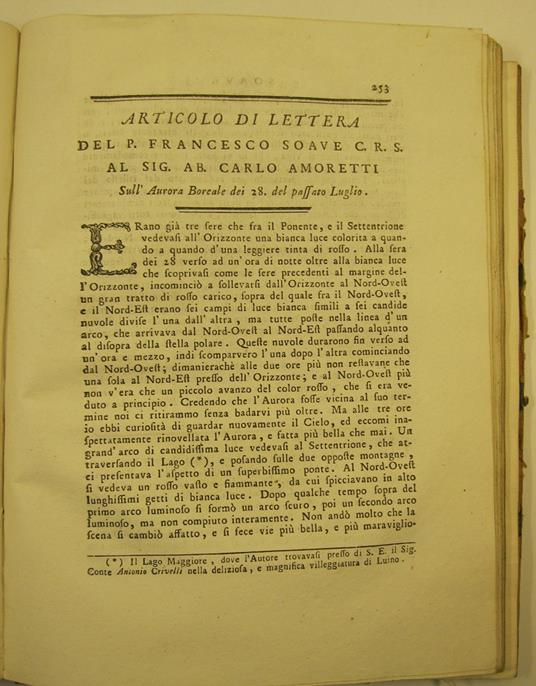 253
ARTICOLO DI LETTERA
DEL P. FRANCESCO SOAVE C. R. S.
AL SIG. AB. CARLO AMORETTI
Sull' Aurora Boreale dei 28. del paſſato Luglio.
ERano già tre ſere che fra il Ponente, e il Settentrione
vedevaſi all' Orizzonte una bianca luce colorita a quan-
do a quando d'una leggiere tinta di roſſo. Alla ſera
dei 28 verſo ad un'ora di notte oltre alla bianca luce
che ſcoprivaſi come le ſere precedenti al margine del-
l'Orizzonte, incominciò a ſollevarſi dall'Orizzonte al Nord-Oveſt
un gran tratto di roſſo carico, ſopra del quale fra il Nord-Oveſt,
e il Nord-Eſt erano ſei campi di luce bianca ſimili a ſei candide
nuvole diviſe l'una dall' altra, ma tutte poſte nella linea d'un
arco, che arrivava dal Nord-Oveſt al Nord-Eſt paſſando alquanto
al diſopra della ſtella polare. Queſte nuvole durarono fin verſo ad
un'ora e mezzo, indi ſcomparvero l'una dopo l'altra cominciando
dal Nord-Oveſt; dimanierachè alle due ore più non reſtavane che
una ſola al Nord-Eſt preſſo dell'Orizzonte; e al Nord-Oveſt più
non v'era che un piccolo avanzo del color roſſo, che ſi era ve-
duto a principio. Credendo che l'Aurora foſſe vicina al ſuo ter-
mine noi ci ritirammo ſenza badarvi più oltre. Ma alle tre ore
io ebbi curioſità di guardar nuovamente il Cielo, ed eccomi ina-
ſpettatamente rinovellata l'Aurora, e fatta più bella che mai. Un
grand' arco di candidiſſima luce vedevaſi al Settentrione, che at-
traverſando il Lago (*), e poſando ſulle due oppoſte montagne,
ci preſentava l'aſpetto di un ſuperbiſſimo ponte. Al Nord-Oveſt
ſi vedeva un roſſo vaſto e fiammante, da cui ſpicciavano in alto
lunghiſſimi getti di bianca luce. Dopo qualche tempo ſopra del
primo arco luminoſo ſi formò un arco ſcuro, poi un ſecondo arco
luminoſo, ma non compiuto interamente. Non andò molto che la
ſcena ſi cambiò affatto, e ſi fece vie più bella, e più maraviglio-
(*) Il Lago Maggiore, dove l'Autore trovavaſi preſſo di S. E. il Sig.
Conte Antonio Crivelli nella delizioſa, e magnifica villeggiatura di Luino.